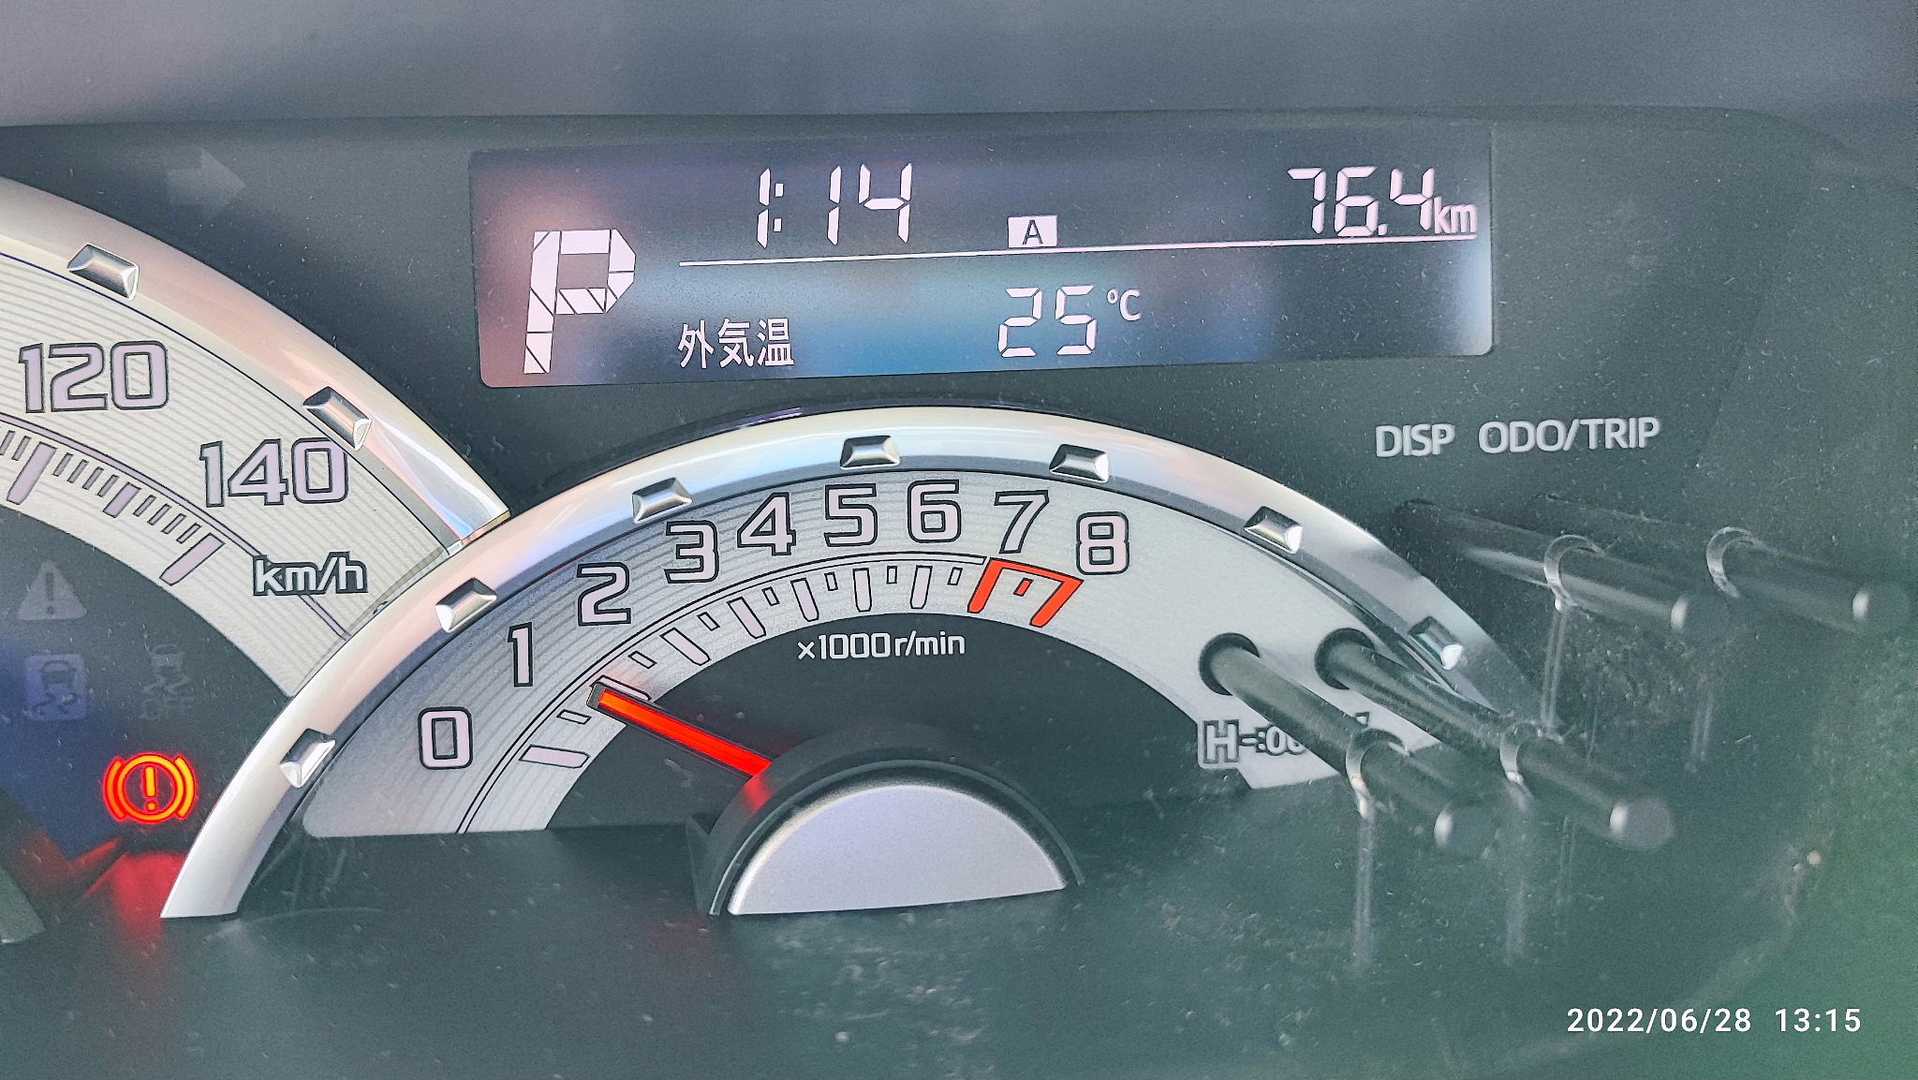 1:14
A
76.4km
P
外気温
25℃
120
140
km/h
DISP ODO/TRIP
0
1
2
3
4
5
6
7
8
×1000r/min
OFF
2022/06/28 13:15